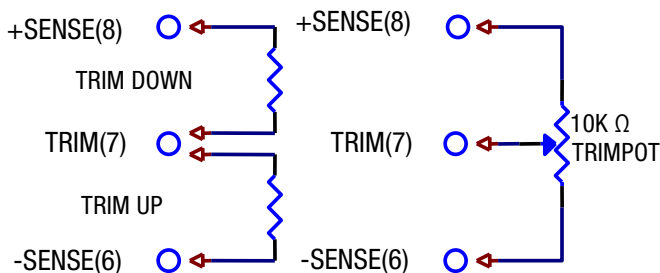 +SENSE(8)
TRIM DOWN
TRIM(7)
TRIM UP
-SENSE(6)
+SENSE(8)
TRIM(7)
10K Ω
TRIMPOT
-SENSE(6)